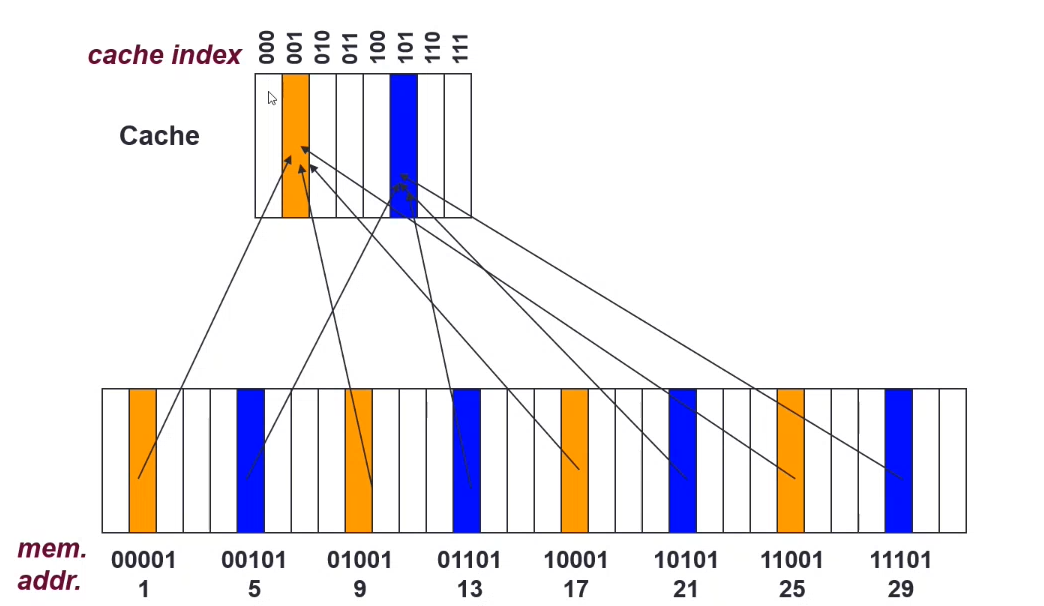 cache index 000 001 010 011 100 101 110 111
Cache
mem. addr.
00001 00101 01001 01101 10001 10101 11001 11101
1 5 9 13 17 21 25 29